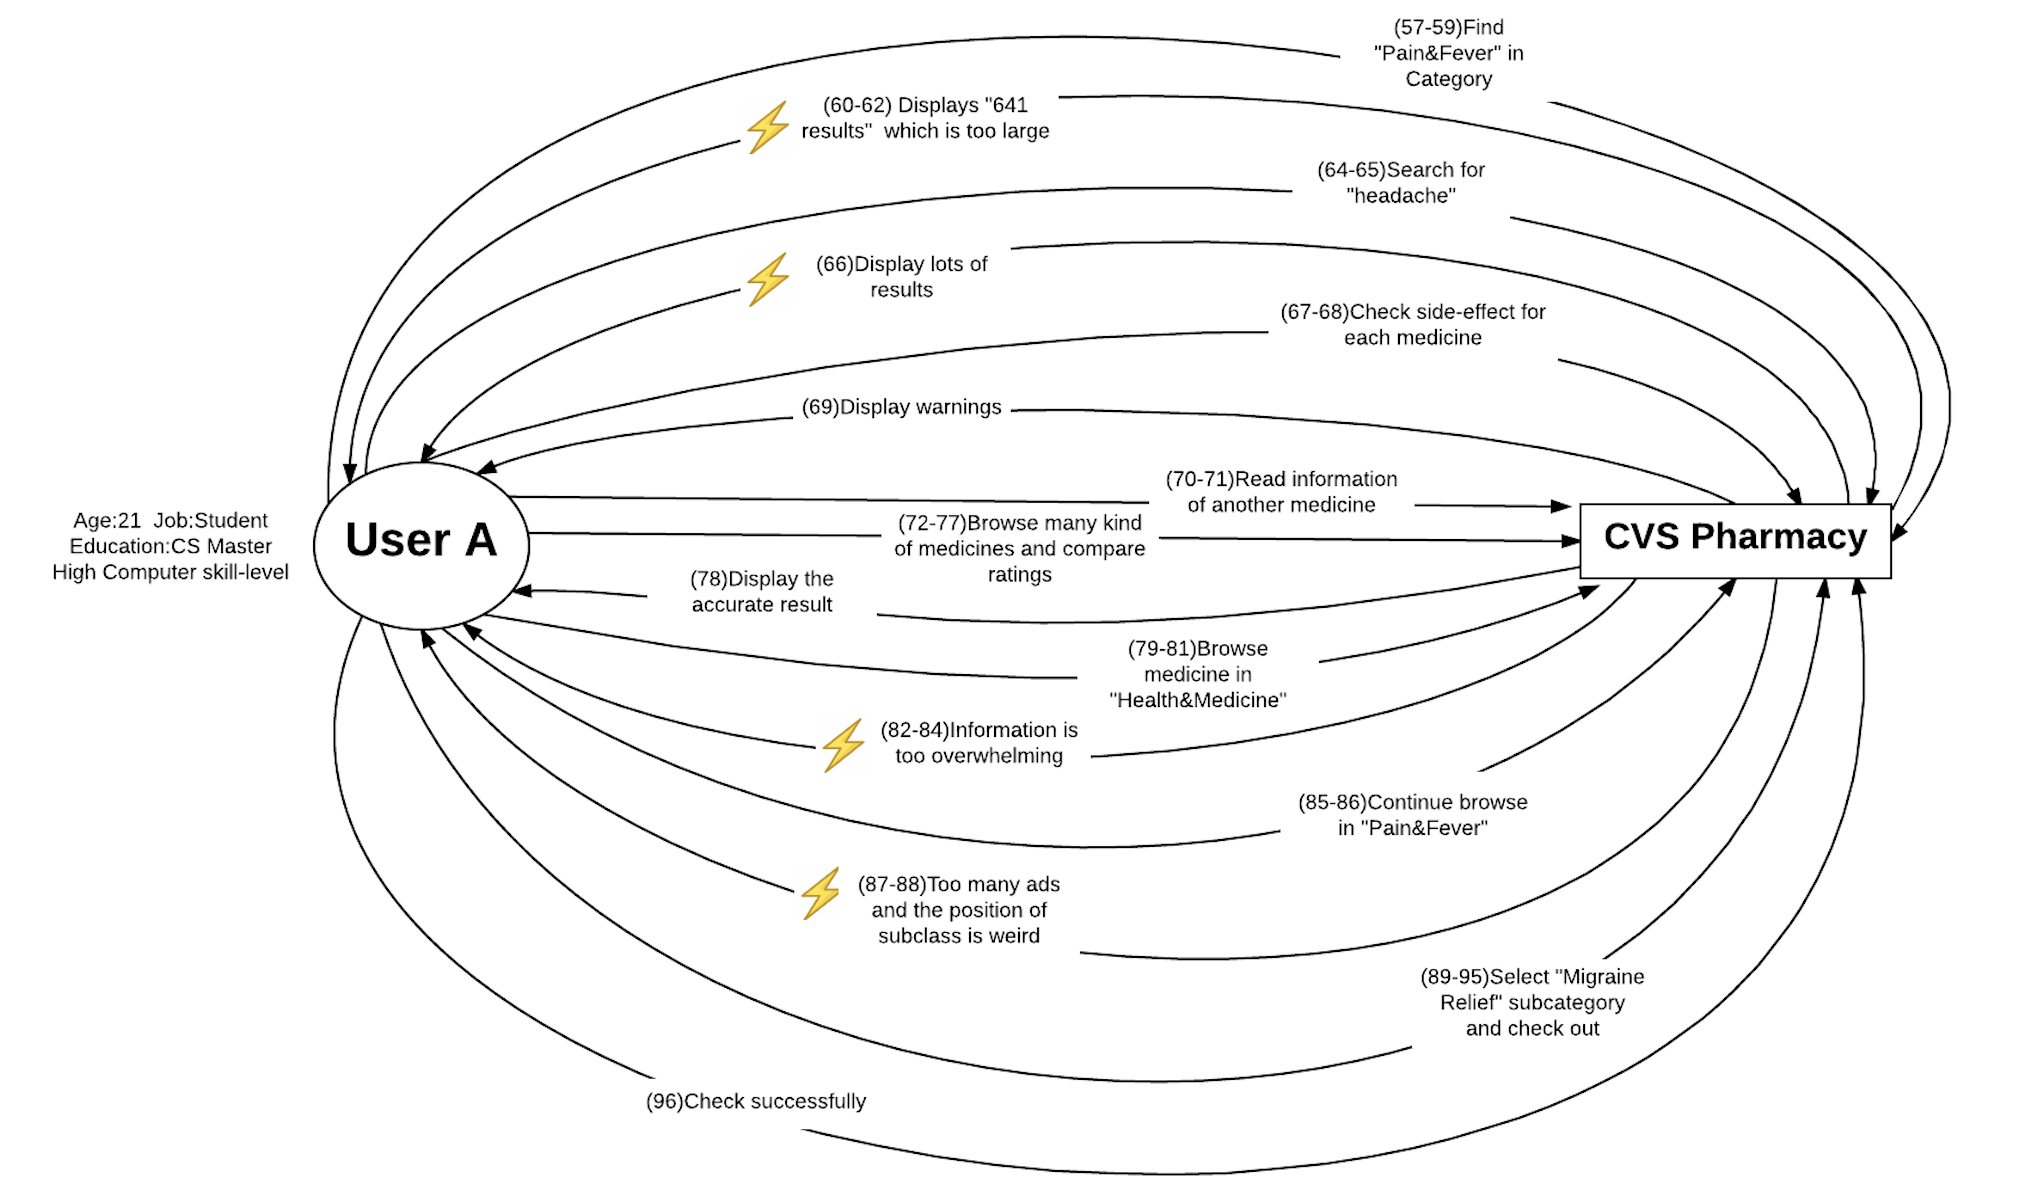 (57-59)Find
"Pain&Fever" in
Category
(60-62) Displays "641
results"  which is too large
(64-65)Search for
"headache"
(66)Display lots of
results
(67-68)Check side-effect for
each medicine
(69)Display warnings
(70-71)Read information
of another medicine
Age:21  Job:Student
Education:CS Master
High Computer skill-level
User A
(72-77)Browse many kind
of medicines and compare
ratings
CVS Pharmacy
(78)Display the
accurate result
(79-81)Browse
medicine in
"Health&Medicine"
(82-84)Information is
too overwhelming
(85-86)Continue browse
in "Pain&Fever"
(87-88)Too many ads
and the position of
subclass is weird
(89-95)Select "Migraine
Relief" subcategory
and check out
(96)Check successfully